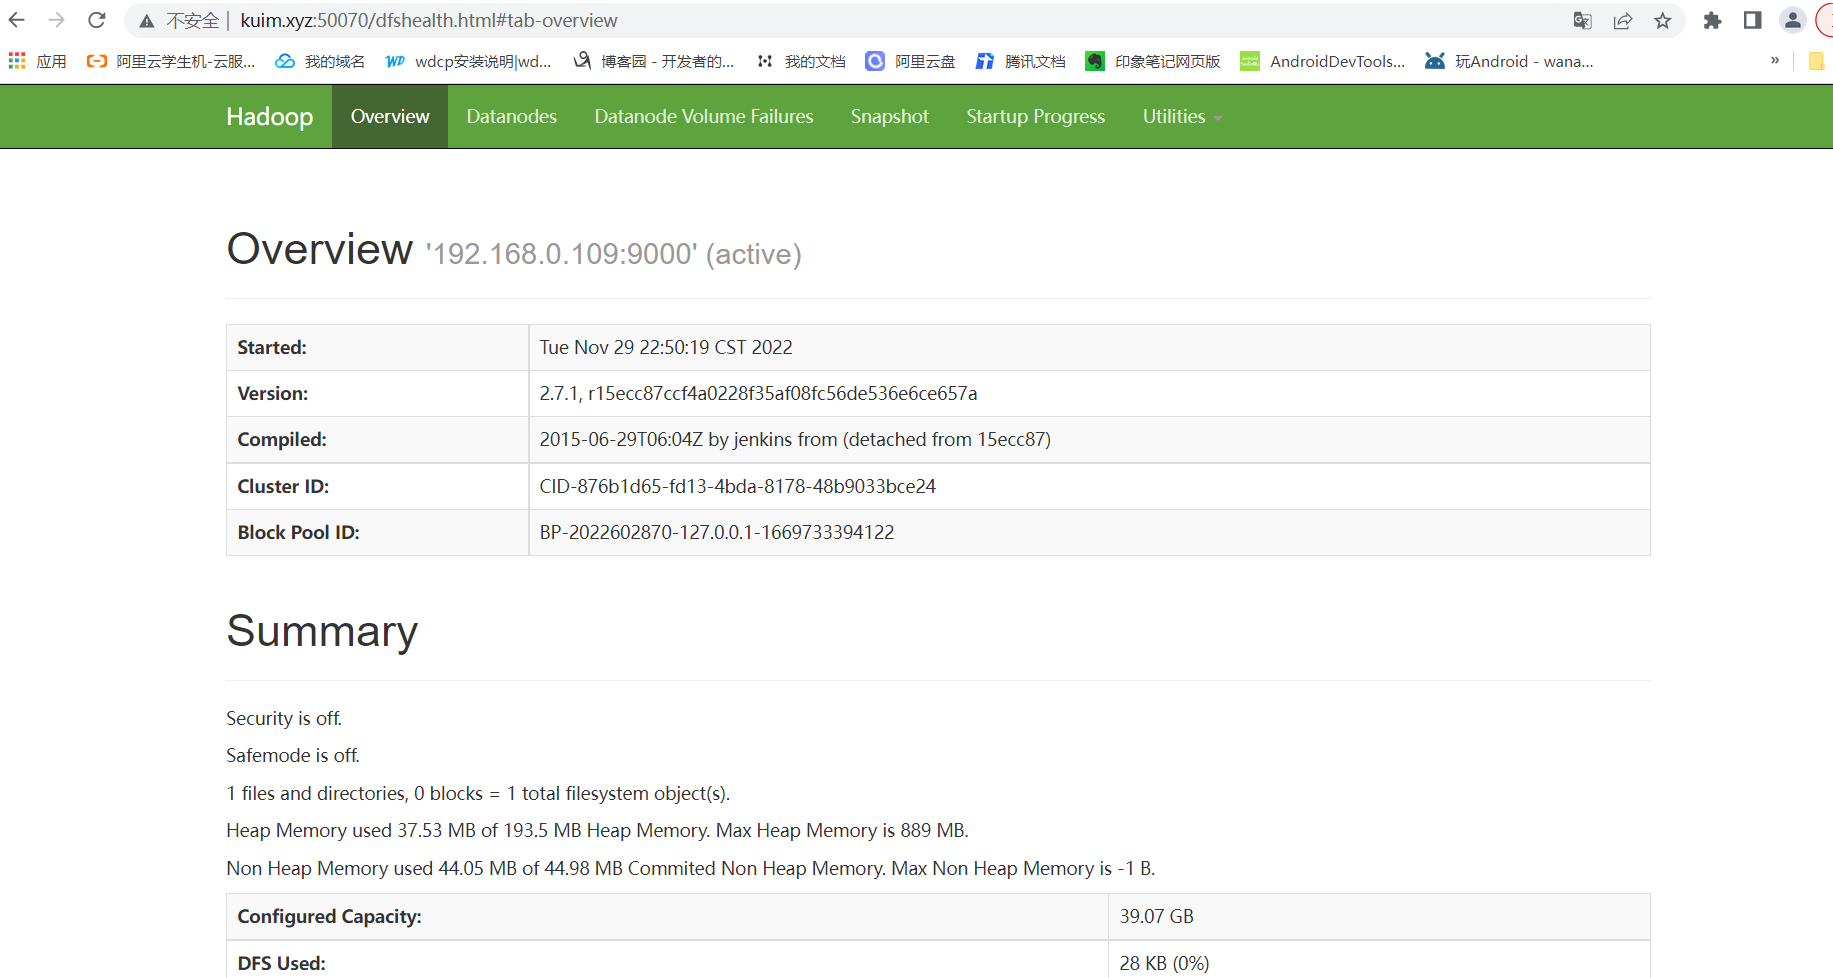 不安全 | kuim.xyz:50070/dfshealth.html#tab-overview
应用 阿里云学生机-云服... 我的域名 wdcp安装说明|wd... 博客园 - 开发者的... 我的文档 阿里云盘 腾讯文档 印象笔记网页版 AndroidDevTools... 玩Android - wana... »
Hadoop Overview Datanodes Datanode Volume Failures Snapshot Startup Progress Utilities
Overview '192.168.0.109:9000' (active)
Started: Tue Nov 29 22:50:19 CST 2022
Version: 2.7.1, r15ecc87ccf4a0228f35af08fc56de536e6ce657a
Compiled: 2015-06-29T06:04Z by jenkins from (detached from 15ecc87)
Cluster ID: CID-876b1d65-fd13-4bda-8178-48b9033bce24
Block Pool ID: BP-2022602870-127.0.0.1-1669733394122
Summary
Security is off.
Safemode is off.
1 files and directories, 0 blocks = 1 total filesystem object(s).
Heap Memory used 37.53 MB of 193.5 MB Heap Memory. Max Heap Memory is 889 MB.
Non Heap Memory used 44.05 MB of 44.98 MB Commited Non Heap Memory. Max Non Heap Memory is -1 B.
Configured Capacity: 39.07 GB
DFS Used: 28 KB (0%)